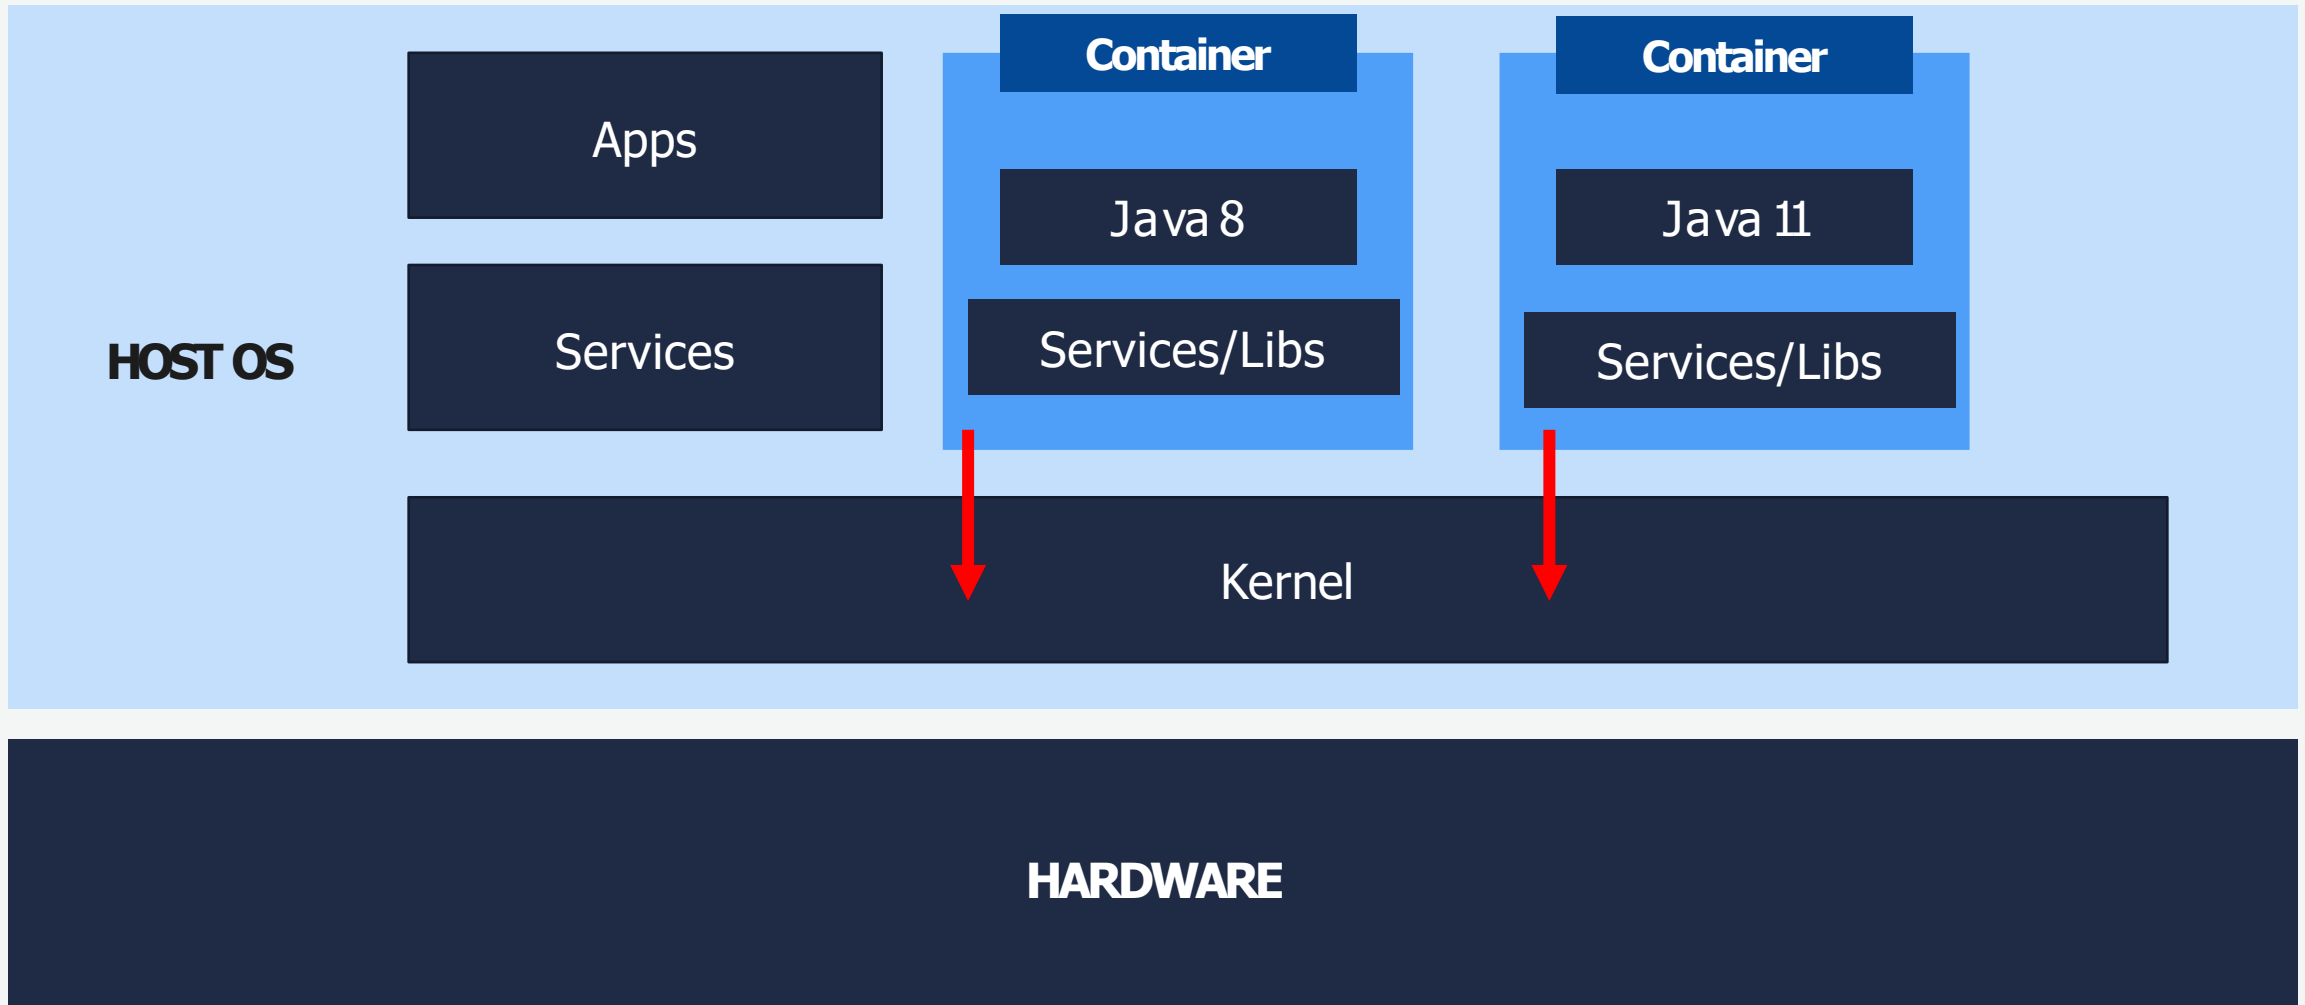 Container
Container
Apps
Java 8
Java 11
HOST OS
Services
Services/Libs
Services/Libs
Kernel
HARDWARE